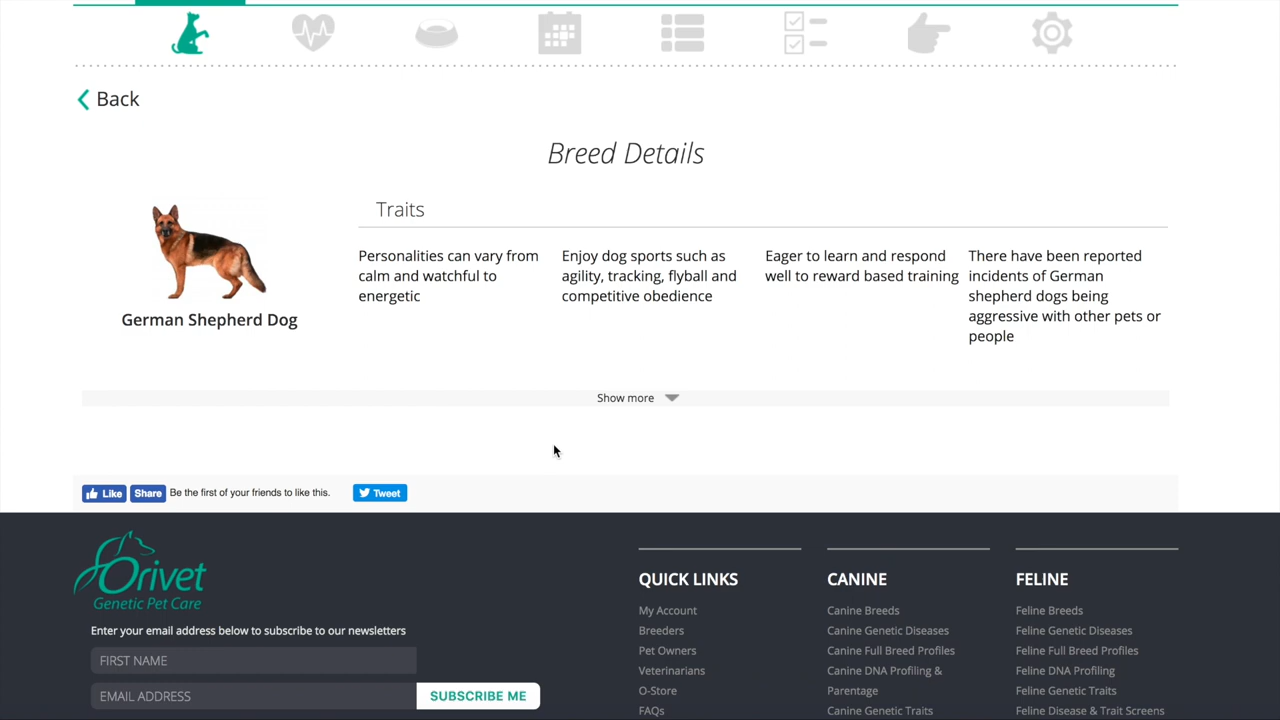 Back
Breed Details
Traits
Personalities can vary from
calm and watchful to
energetic
Enjoy dog sports such as
agility, tracking, flyball and
competitive obedience
Eager to learn and respond
well to reward based training
There have been reported
incidents of German
shepherd dogs being
aggressive with other pets or
people
German Shepherd Dog
Show more
Like
Share
Be the first of your friends to like this.
Tweet
Orivet
Genetic Pet Care
Enter your email address below to subscribe to our newsletters
FIRST NAME
EMAIL ADDRESS
SUBSCRIBE ME
QUICK LINKS
My Account
Breeders
Pet Owners
Veterinarians
O-Store
FAQs
CANINE
Canine Breeds
Canine Genetic Diseases
Canine Full Breed Profiles
Canine DNA Profiling &
Parentage
Canine Genetic Traits
FELINE
Feline Breeds
Feline Genetic Diseases
Feline Full Breed Profiles
Feline DNA Profiling
Feline Genetic Traits
Feline Disease & Trait Screens